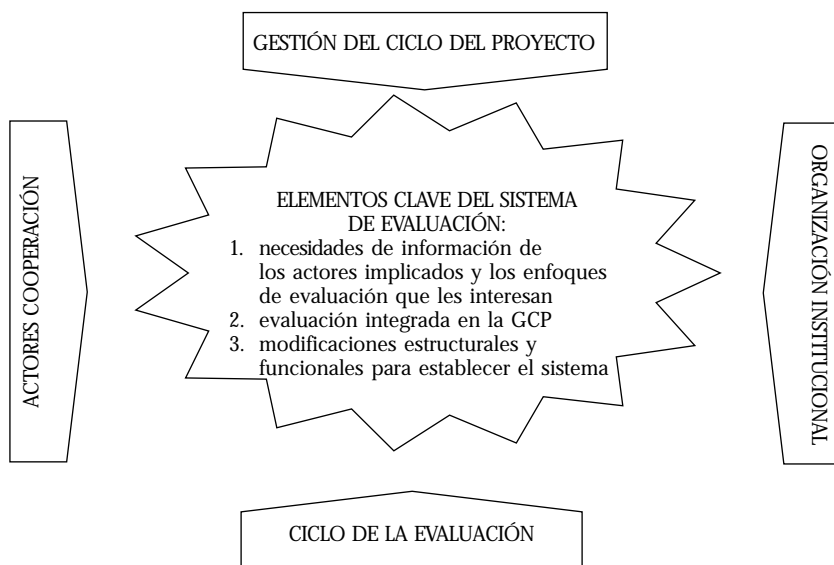 GESTIÓN DEL CICLO DEL PROYECTO
ACTORES COOPERACIÓN
ELEMENTOS CLAVE DEL SISTEMA
DE EVALUACIÓN:
1. necesidades de información de
los actores implicados y los enfoques
de evaluación que les interesan
2. evaluación integrada en la GCP
3. modificaciones estructurales y
funcionales para establecer el sistema
ORGANIZACIÓN INSTITUCIONAL
CICLO DE LA EVALUACIÓN